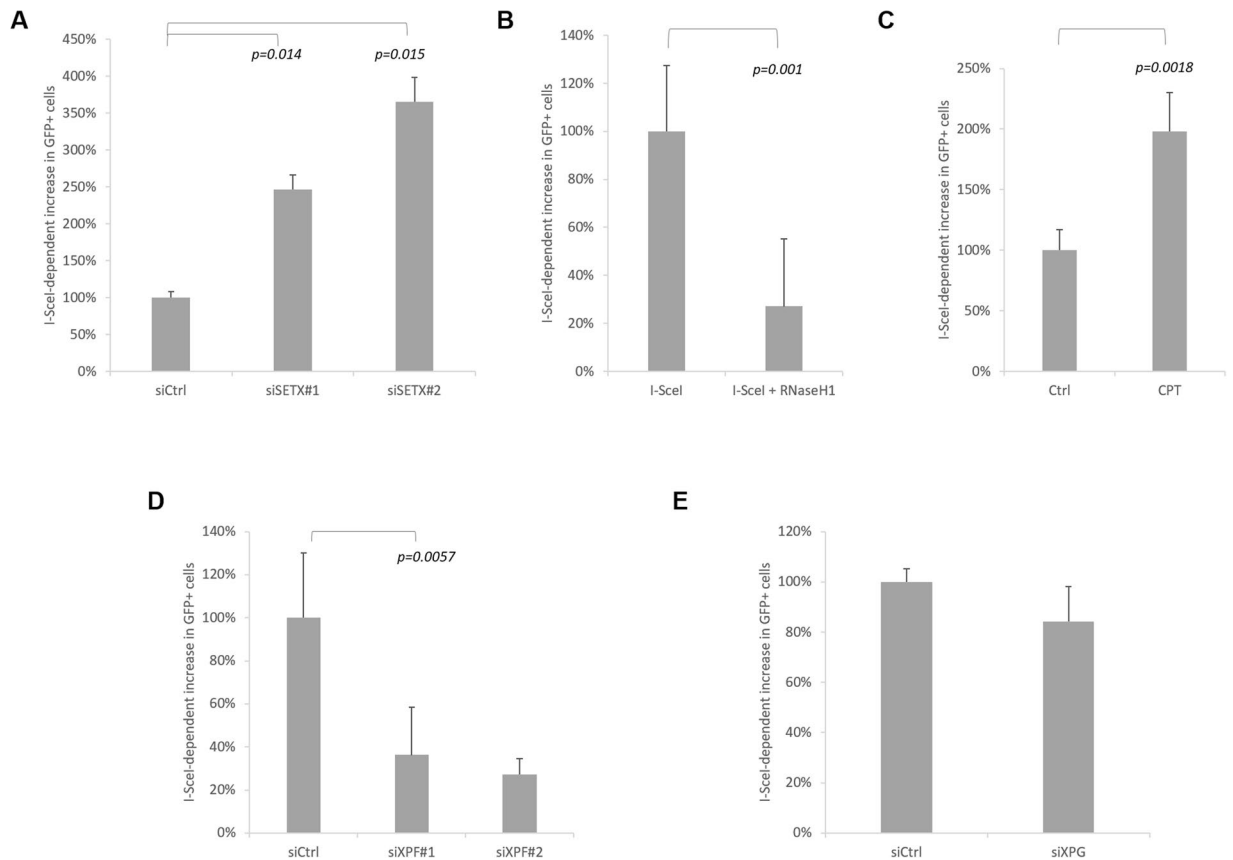 A
I-SceI-dependent increase in GFP+ cells
450%
400%
350%
300%
250%
200%
150%
100%
50%
0%
p=0.014
p=0.015
siCtrl
siSETX#1
siSETX#2
B
I-SceI-dependent increase in GFP+ cells
140%
120%
100%
80%
60%
40%
20%
0%
p=0.001
I-SceI
I-SceI + RNaseH1
C
I-SceI-dependent increase in GFP+ cells
250%
200%
150%
100%
50%
0%
p=0.0018
Ctrl
CPT
D
I-SceI-dependent increase in GFP+ cells
140%
120%
100%
80%
60%
40%
20%
0%
p=0.0057
siCtrl
siXPF#1
siXPF#2
E
I-SceI-dependent increase in GFP+ cells
120%
100%
80%
60%
40%
20%
0%
siCtrl
siXPG